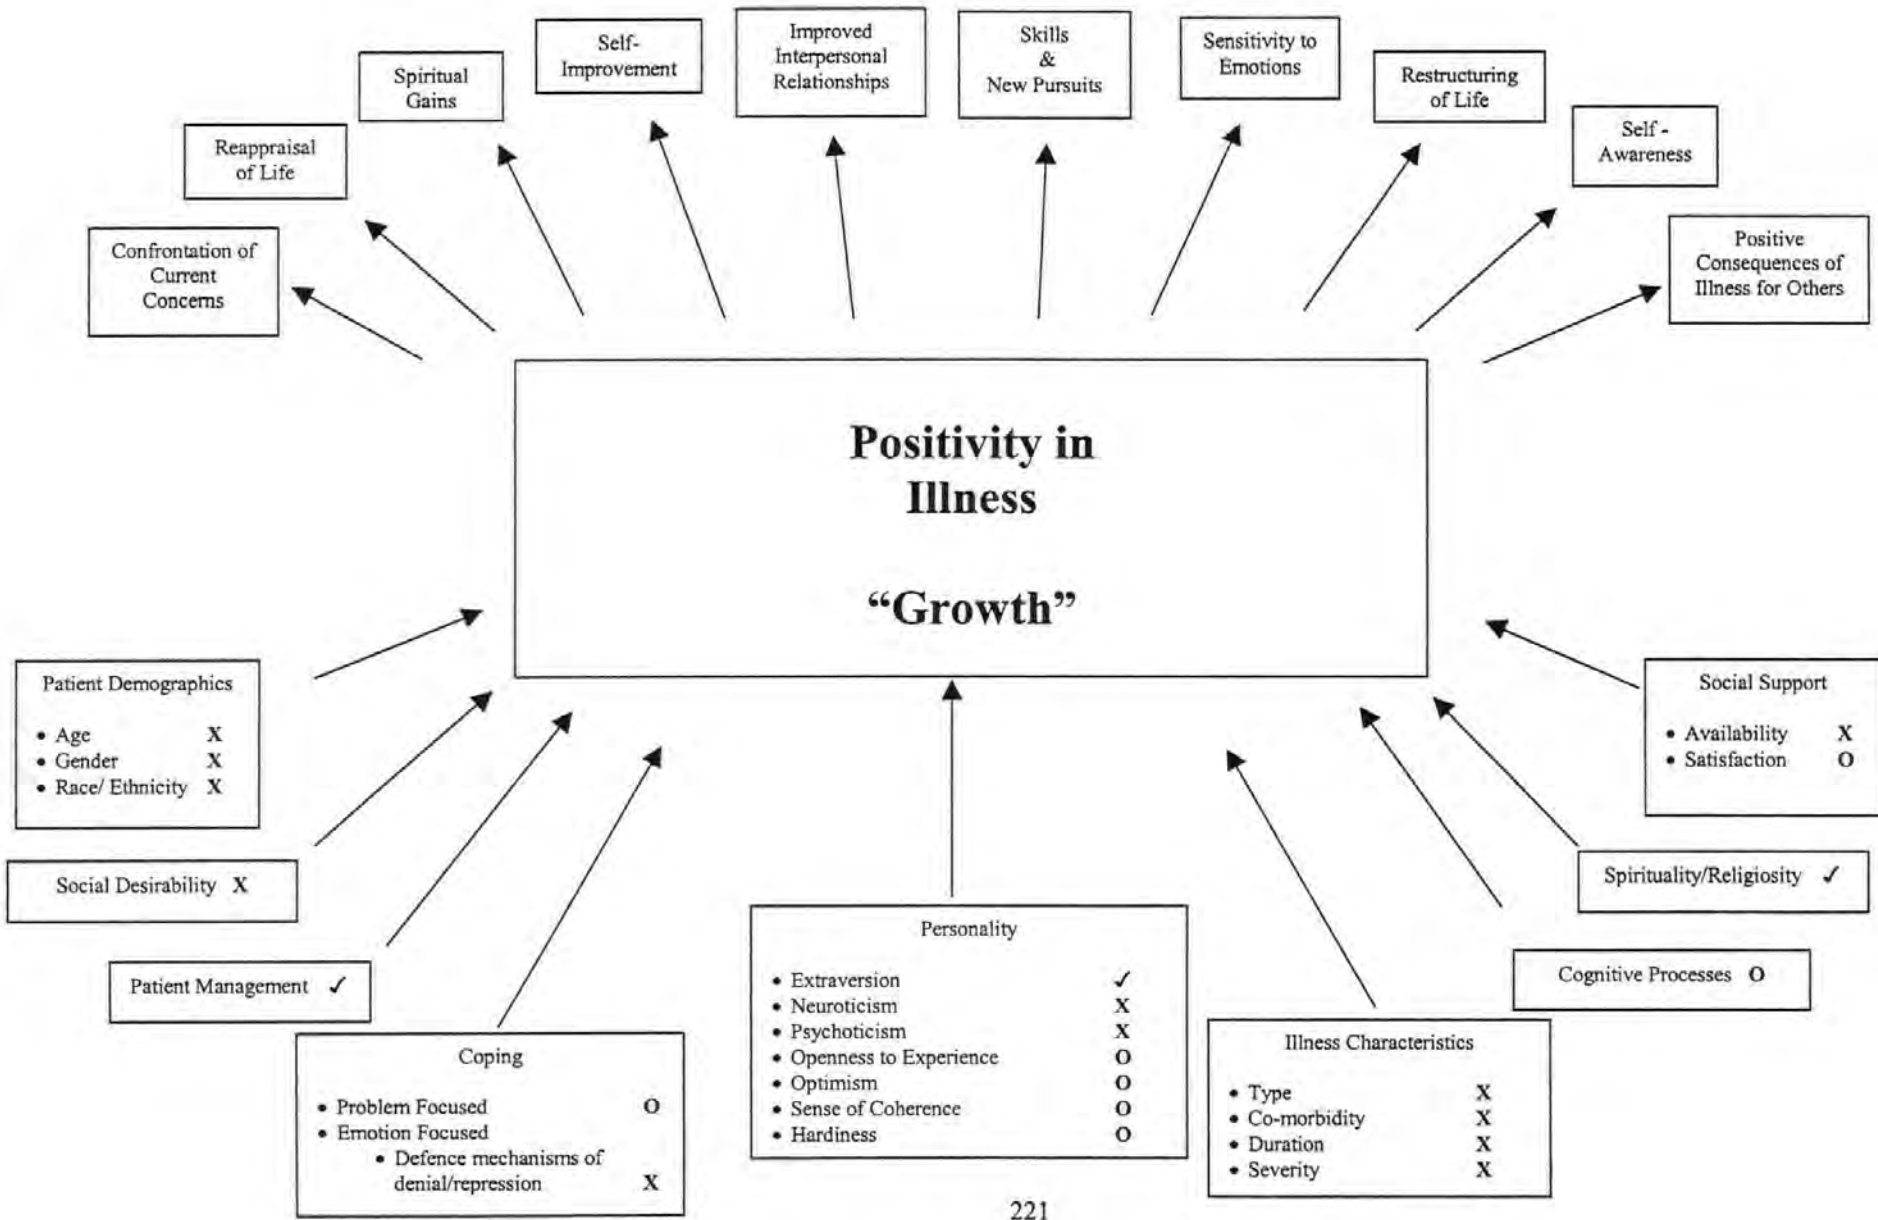 Confrontation of
Current
Concerns
Reappraisal
of Life
Spiritual
Gains
Self-
Improvement
Improved
Interpersonal
Relationships
Skills
&
New Pursuits
Sensitivity to
Emotions
Restructuring
of Life
Self -
Awareness
Positive
Consequences of
Illness for Others
Positivity in
Illness
“Growth”
Patient Demographics
• Age X
• Gender X
• Race/ Ethnicity X
Social Desirability X
Patient Management ✓
Coping
• Problem Focused O
• Emotion Focused
• Defence mechanisms of
denial/repression X
Personality
• Extraversion ✓
• Neuroticism X
• Psychoticism X
• Openness to Experience O
• Optimism O
• Sense of Coherence O
• Hardiness O
Illness Characteristics
• Type X
• Co-morbidity X
• Duration X
• Severity X
Cognitive Processes O
Spirituality/Religiosity ✓
Social Support
• Availability X
• Satisfaction O
221